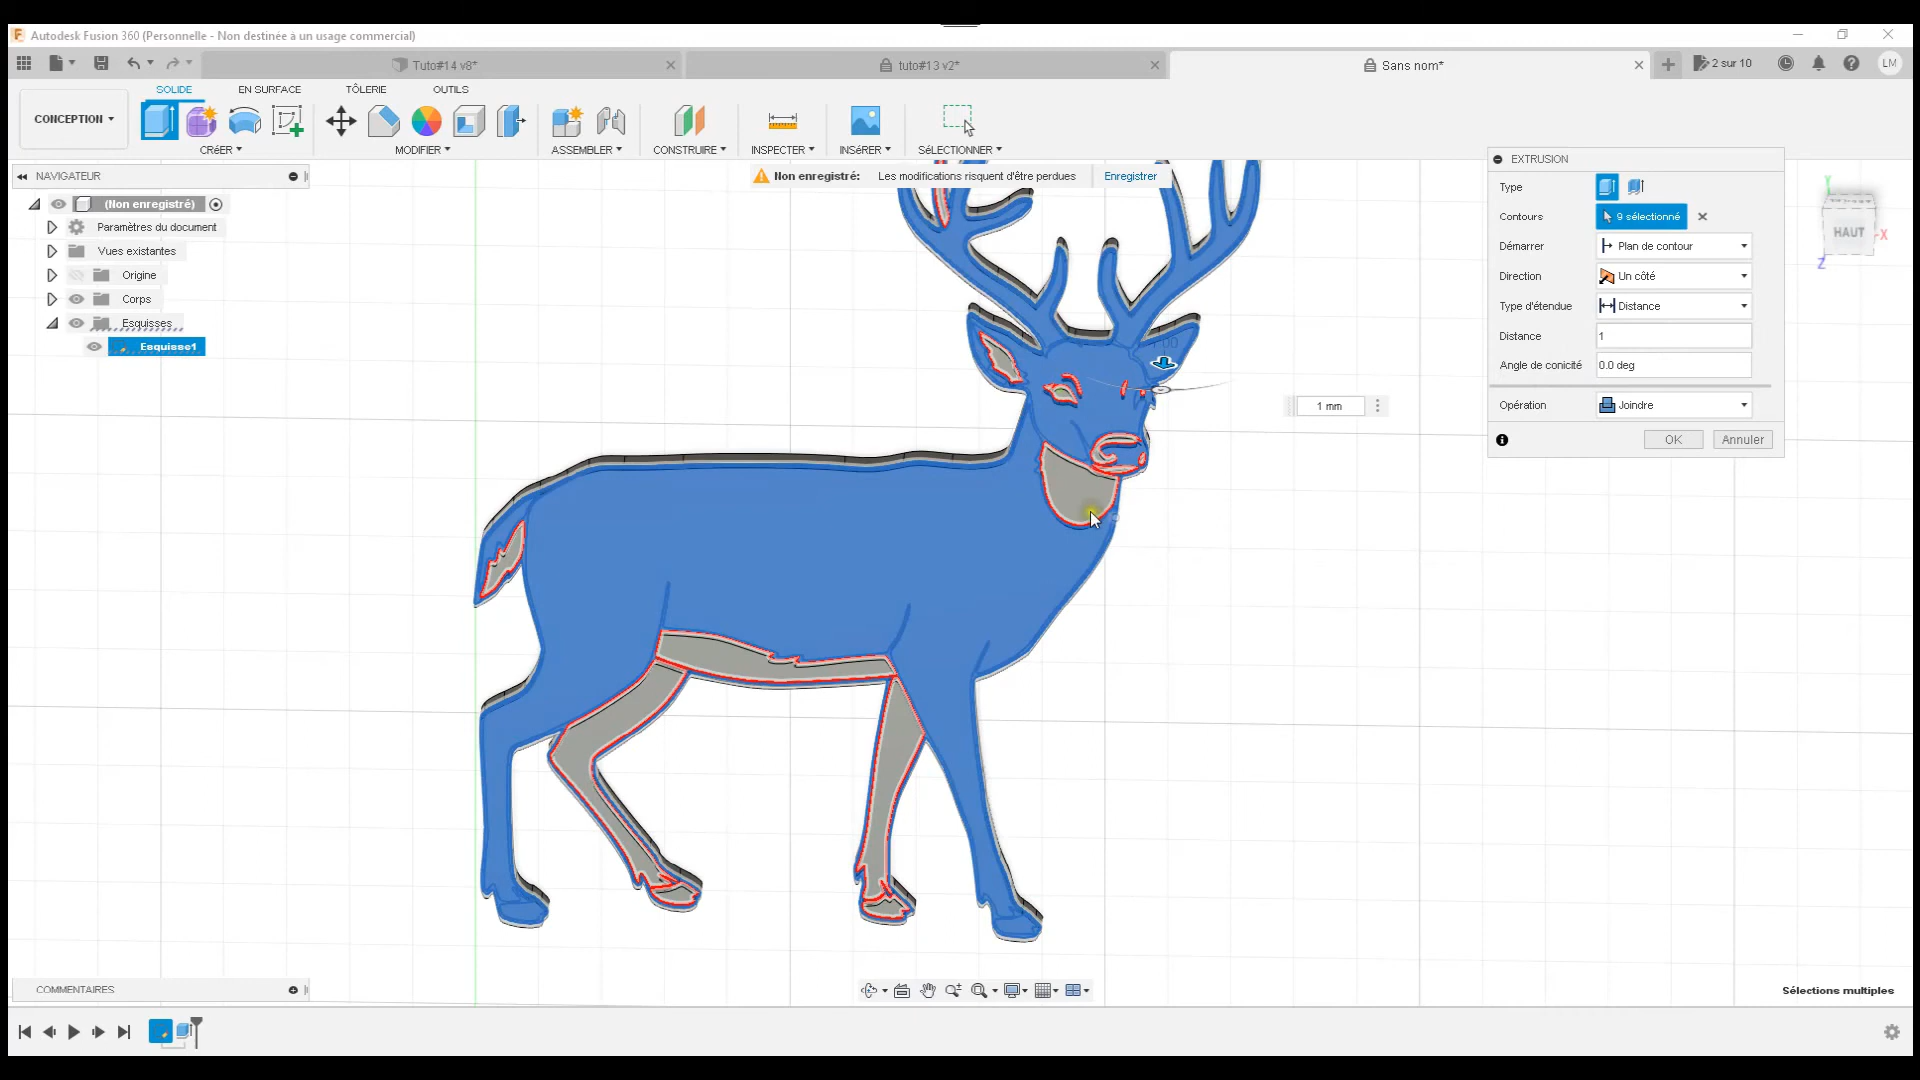 Autodesk Fusion 360 (Personnelle - Non destinée à un usage commercial)
Tuto#14 v8*
tuto#13 v2*
Sans nom*
2 sur 10
LM
CONCEPTION
SOLIDE
EN SURFACE
TÔLERIE
OUTILS
CRéER
MODIFIER
ASSEMBLER
CONSTRUIRE
INSPECTER
INSéRER
SéLECTIONNER
NAVIGATEUR
(Non enregistré)
Paramètres du document
Vues existantes
Origine
Corps
Esquisses
Esquisse1
Non enregistré: Les modifications risquent d'être perdues Enregistrer
1 mm
EXTRUSION
Type
Contours 9 sélectionné
Démarrer Plan de contour
Direction Un côté
Type d'étendue Distance
Distance 1
Angle de conicité 0.0 deg
Opération Joindre
OK Annuler
Y
HAUT
X
Z
COMMENTAIRES
Sélections multiples